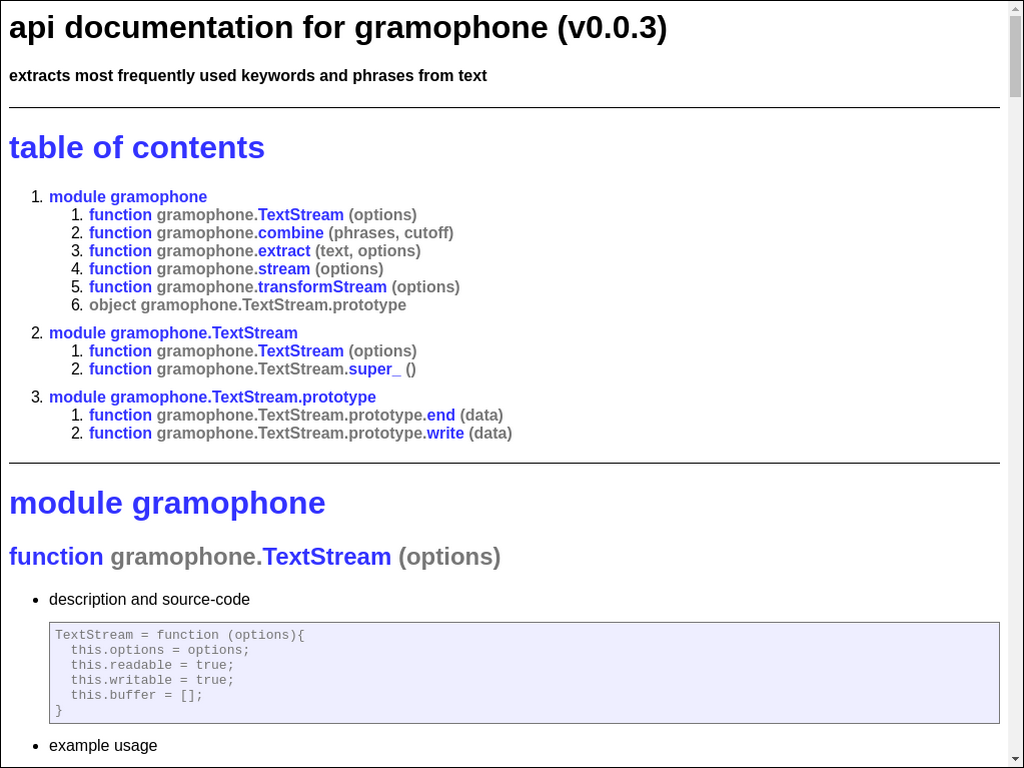 api documentation for gramophone (v0.0.3)
extracts most frequently used keywords and phrases from text
table of contents
1. module gramophone
1. function gramophone.TextStream (options)
2. function gramophone.combine (phrases, cutoff)
3. function gramophone.extract (text, options)
4. function gramophone.stream (options)
5. function gramophone.transformStream (options)
6. object gramophone.TextStream.prototype
2. module gramophone.TextStream
1. function gramophone.TextStream (options)
2. function gramophone.TextStream.super_ ()
3. module gramophone.TextStream.prototype
1. function gramophone.TextStream.prototype.end (data)
2. function gramophone.TextStream.prototype.write (data)
module gramophone
function gramophone.TextStream (options)
• description and source-code
TextStream = function (options){
  this.options = options;
  this.readable = true;
  this.writable = true;
  this.buffer = [];
}
• example usage